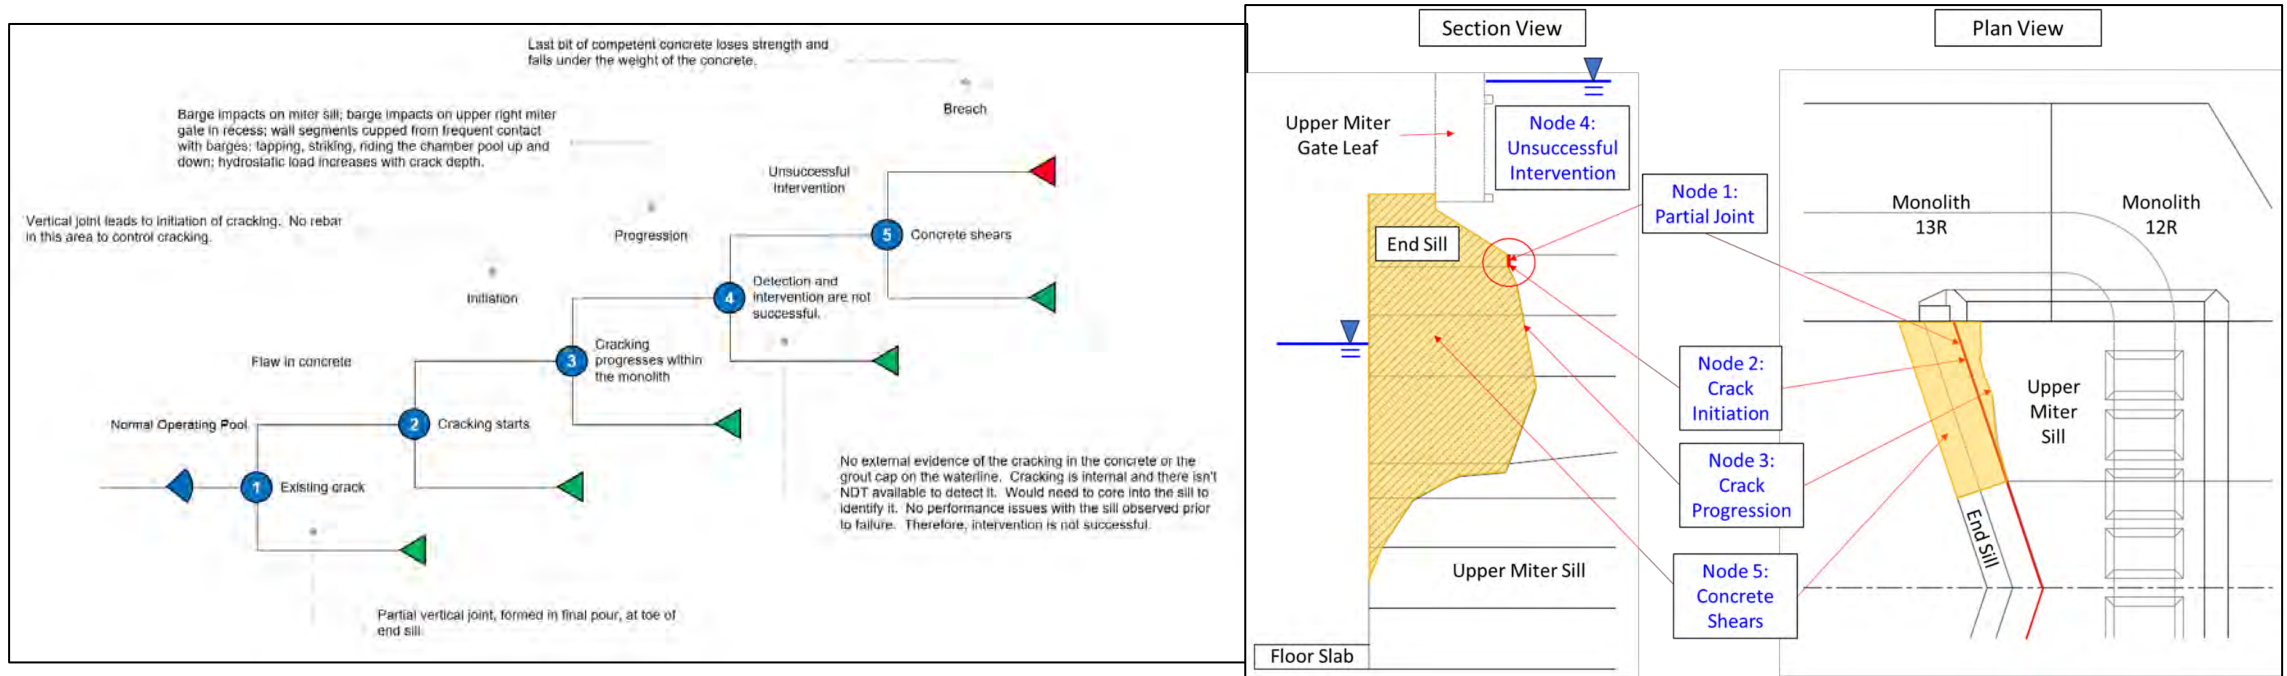 Last bit of competent concrete loses strength and
fails under the weight of the concrete.
Breach
Barge impacts on miter sill; barge impacts on upper right miter
gate in recess; wall segments cupped from frequent contact
with barges; tapping, striking, riding the chamber pool up and
down; hydrostatic load increases with crack depth.
Unsuccessful
Intervention
Vertical joint leads to initiation of cracking. No rebar
in this area to control cracking.
Progression
5
Concrete shears
Initiation
4
Detection and
intervention are not
successful.
Flaw in concrete
3
Cracking
progresses within
the monolith
Normal Operating Pool
2
Cracking starts
1
Existing crack
No external evidence of the cracking in the concrete or the
grout cap on the waterline. Cracking is internal and there isn't
NDT available to detect it. Would need to core into the sill to
identify it. No performance issues with the sill observed prior
to failure. Therefore, intervention is not successful.
Partial vertical joint, formed in final pour, at toe of
end sill.
Section View
Upper Miter
Gate Leaf
Node 4:
Unsuccessful
Intervention
End Sill
Upper Miter Sill
Floor Slab
Node 1:
Partial Joint
Node 2:
Crack
Initiation
Node 3:
Crack
Progression
Node 5:
Concrete
Shears
Plan View
Monolith
13R
Monolith
12R
Upper
Miter
Sill
End Sill